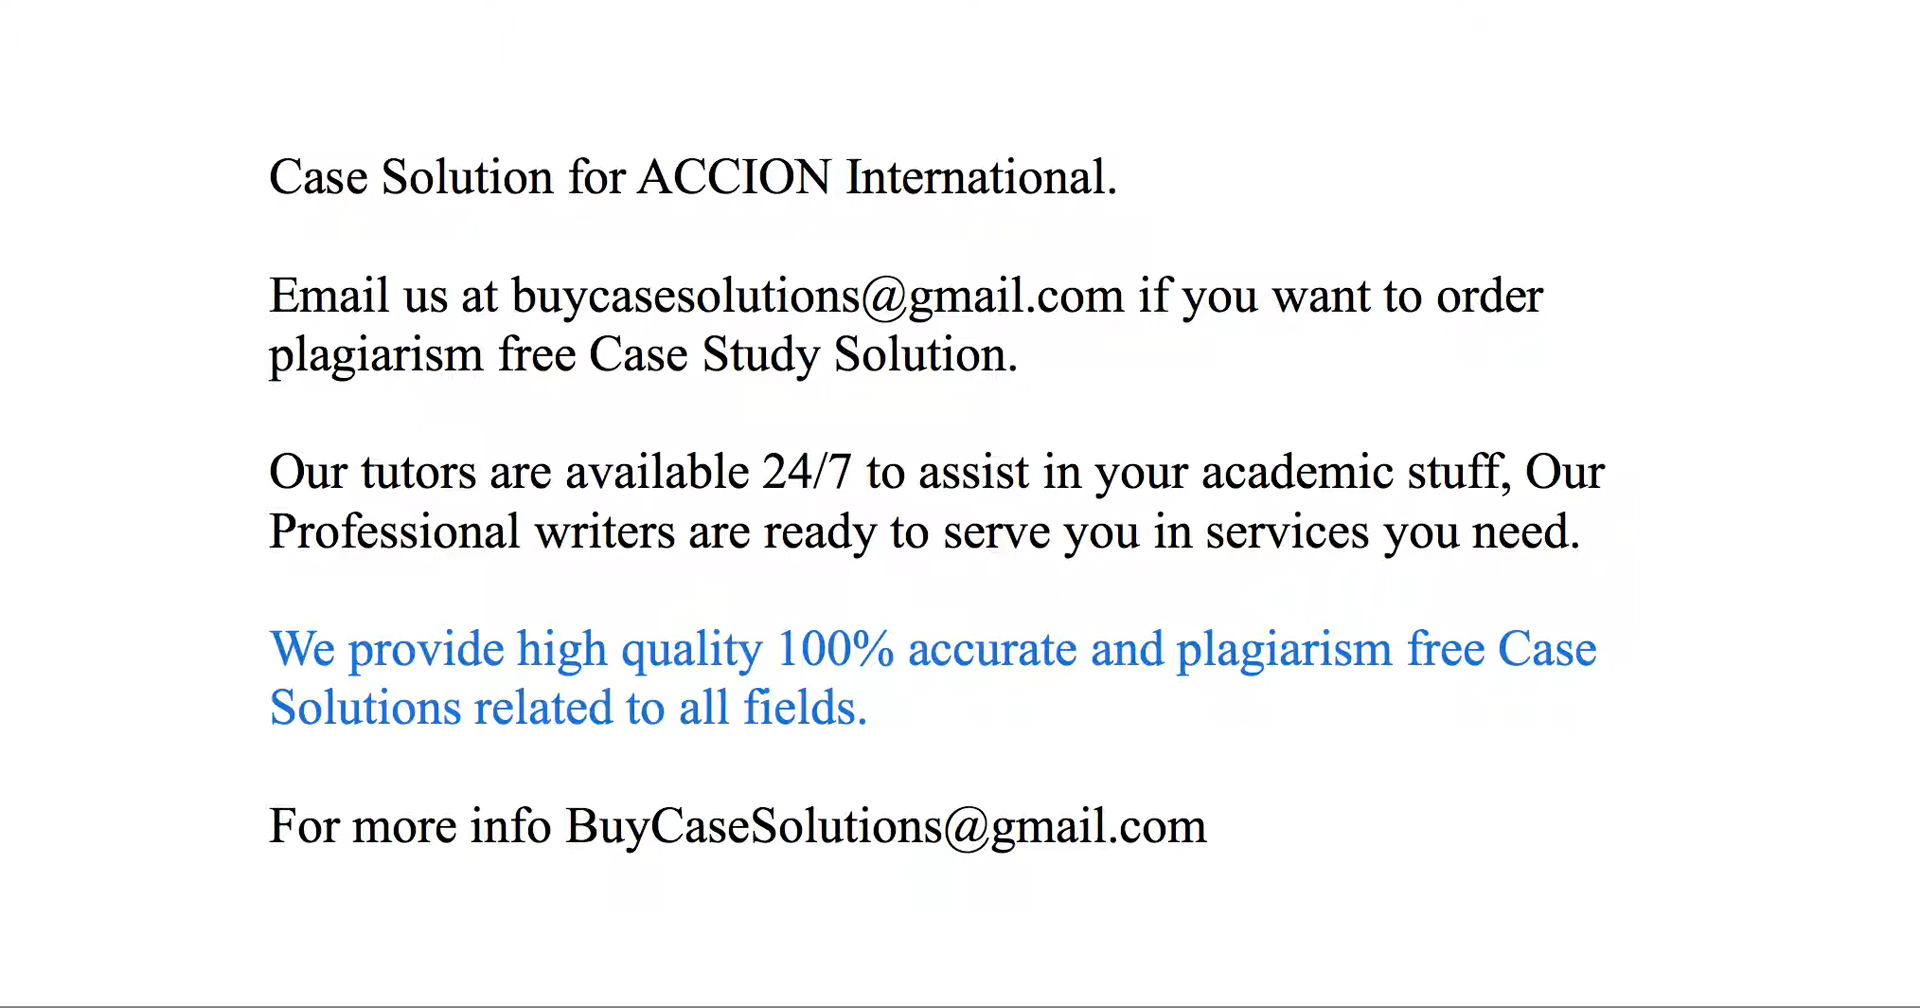 Case Solution for ACCION International.
Email us at buycasesolutions@gmail.com if you want to order
plagiarism free Case Study Solution.
Our tutors are available 24/7 to assist in your academic stuff, Our
Professional writers are ready to serve you in services you need.
We provide high quality 100% accurate and plagiarism free Case
Solutions related to all fields.
For more info BuyCaseSolutions@gmail.com